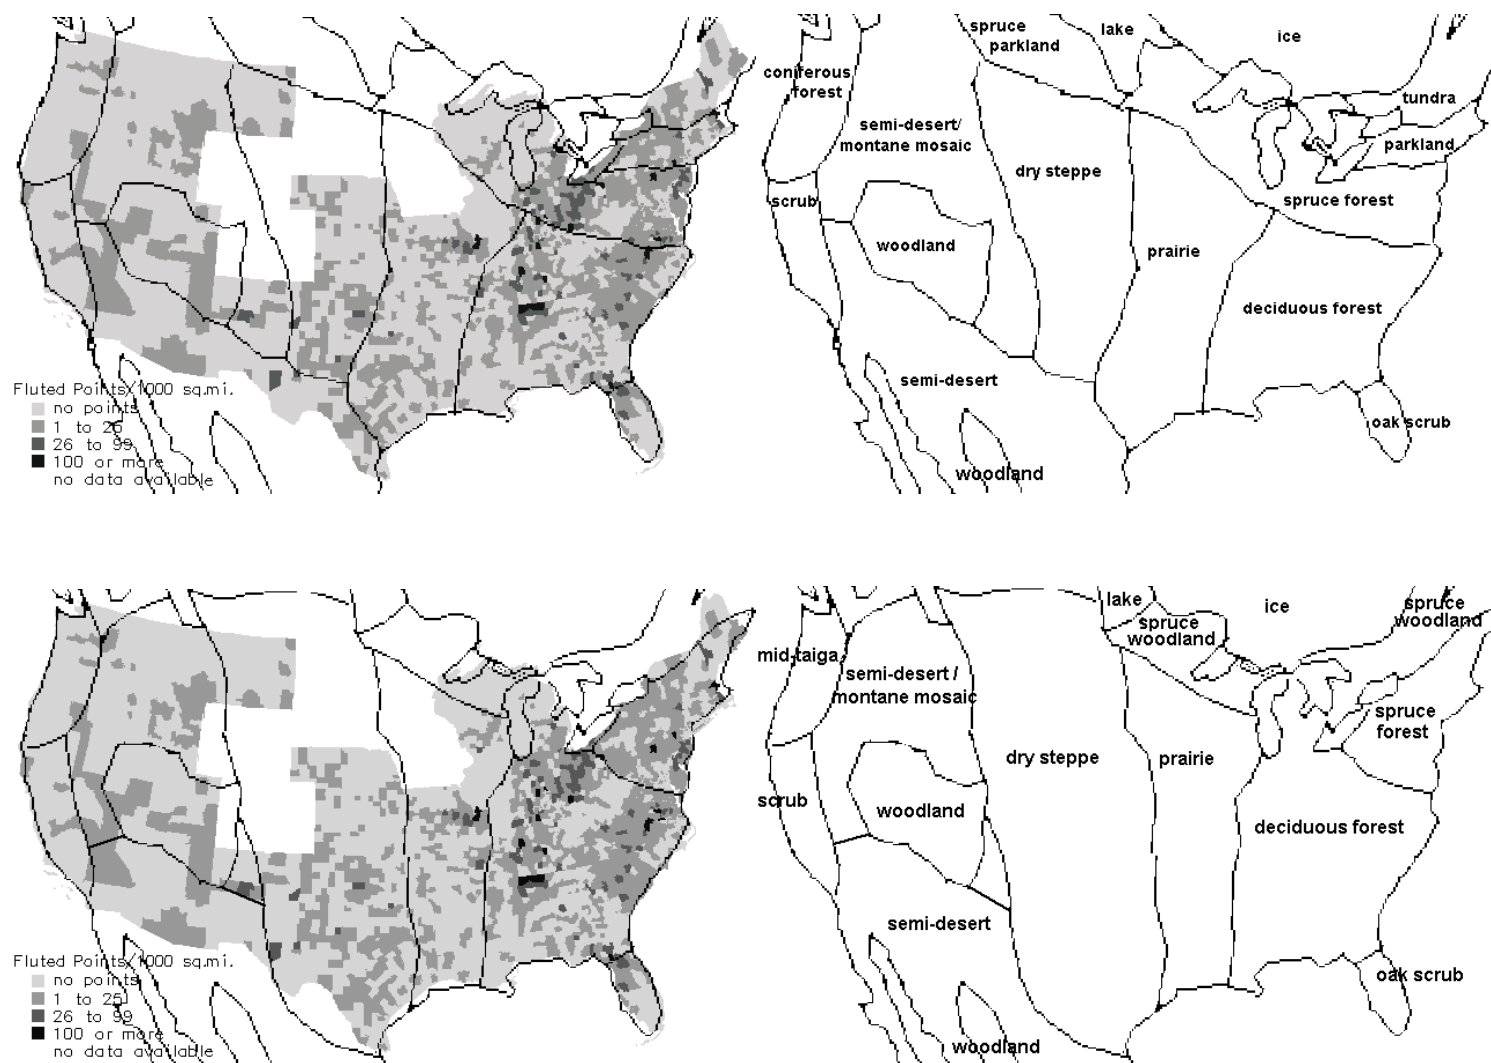 Fluted Points/1000 sq.mi.
no points
1 to 26
26 to 99
100 or more
no data available
spruce
parkland
lake
ice
coniferous
forest
tundra
semi-desert/
montane mosaic
parkland
dry steppe
scrub
spruce forest
woodland
prairie
deciduous forest
semi-desert
oak scrub
woodland
Fluted Points/1000 sq.mi.
no points
1 to 25
26 to 99
100 or more
no data available
lake
ice
spruce
woodland
spruce
woodland
mid-taiga
semi-desert /
montane mosaic
spruce
forest
dry steppe
prairie
scrub
woodland
deciduous forest
semi-desert
oak scrub
woodland